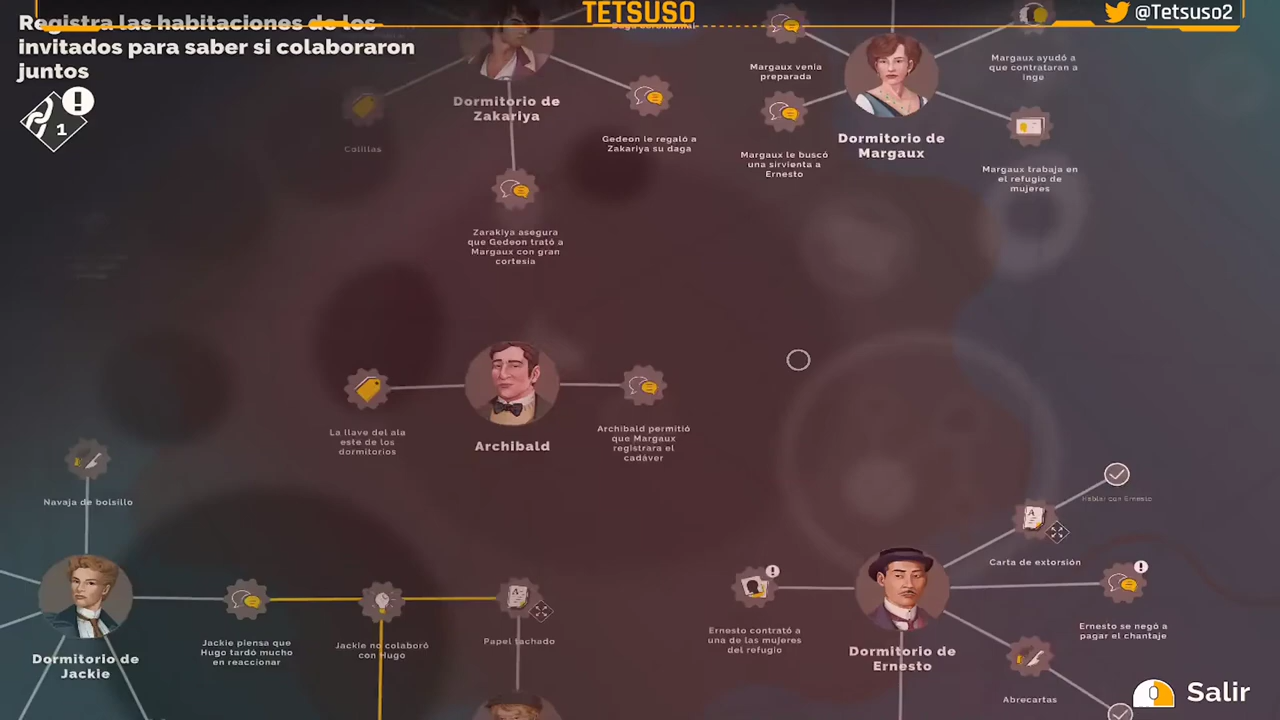 TETSUSO
@Tetsuso2
Registra las habitaciones de los
invitados para saber si colaboraron
juntos
1
Dormitorio de
Zakariya
Colillas
Gedeon le regaló a
Zakariya su daga
Zarakiya asegura
que Gedeon trató a
Margaux con gran
cortesía
Margaux venía
preparada
Margaux le buscó
una sirvienta a
Ernesto
Dormitorio de
Margaux
Margaux ayudó a
que contrataran a
Inge
Margaux trabaja en
el refugio de
mujeres
La llave del ala
este de los
dormitorios
Archibald
Archibald permitió
que Margaux
registrara el
cadáver
Navaja de bolsillo
Dormitorio de
Jackie
Jackie piensa que
Hugo tardó mucho
en reaccionar
Jackie no colaboró
con Hugo
Papel tachado
Ernesto contrató a
una de las mujeres
del refugio
Dormitorio de
Ernesto
Hablar con Ernesto
Carta de extorsión
Ernesto se negó a
pagar el chantaje
Abrecartas
Salir